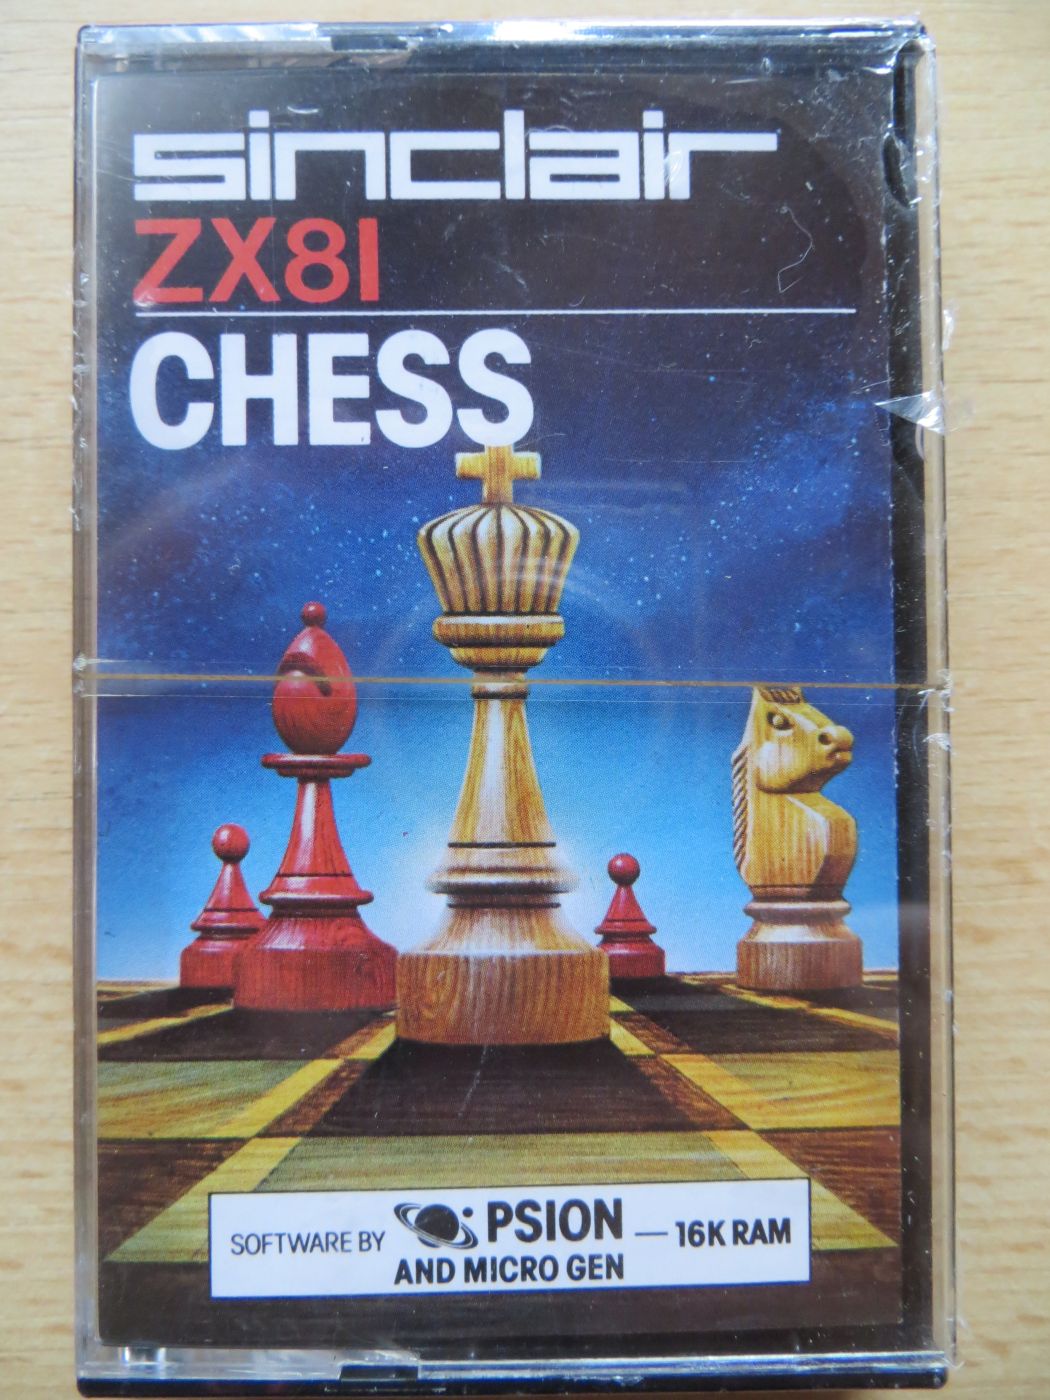 sinclair
ZX81
CHESS
SOFTWARE BY PSION — 16K RAM
AND MICRO GEN